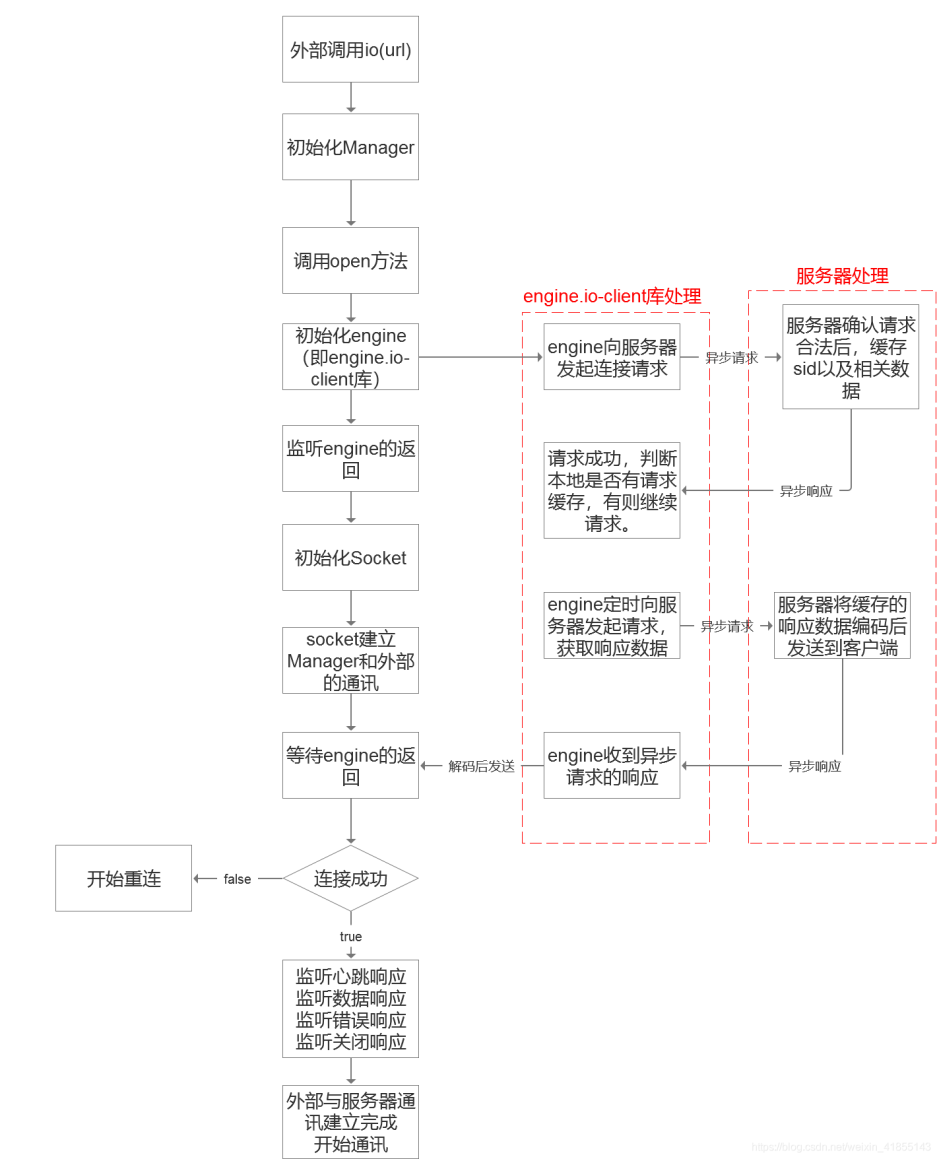 外部调用io(url)
初始化Manager
调用open方法
初始化engine
（即engine.io-
client库）
监听engine的返
回
初始化Socket
socket建立
Manager和外部
的通讯
等待engine的返
回
连接成功
false
开始重连
true
监听心跳响应
监听数据响应
监听错误响应
监听关闭响应
外部与服务器通
讯建立完成
开始通讯
engine.io-client库处理
engine向服务器
发起连接请求
异步请求
请求成功，判断
本地是否有请求
缓存，有则继续
请求。
异步响应
engine定时向服
务器发起请求，
获取响应数据
异步请求
engine收到异步
请求的响应
解码后发送
异步响应
服务器处理
服务器确认请求
合法后，缓存
sid以及相关数
据
服务器将缓存的
响应数据编码后
发送到客户端
https://blog.csdn.net/weixin_41855143